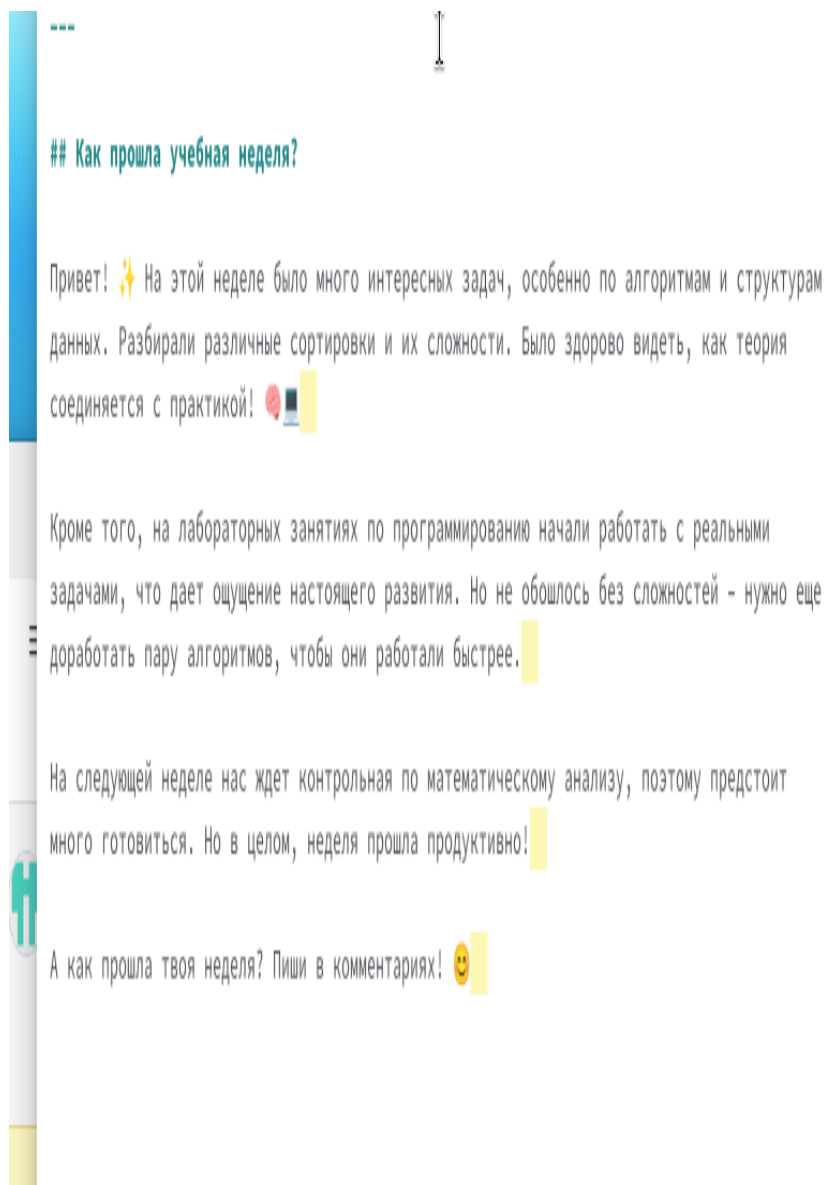 ---
## Как прошла учебная неделя?
Привет! ✨ На этой неделе было много интересных задач, особенно по алгоритмам и структурам
данных. Разбирали различные сортировки и их сложности. Было здорово видеть, как теория
соединяется с практикой! 🧠💻
Кроме того, на лабораторных занятиях по программированию начали работать с реальными
задачами, что дает ощущение настоящего развития. Но не обошлось без сложностей – нужно еще
доработать пару алгоритмов, чтобы они работали быстрее.
На следующей неделе нас ждет контрольная по математическому анализу, поэтому предстоит
много готовиться. Но в целом, неделя прошла продуктивно!
А как прошла твоя неделя? Пиши в комментариях! 😊